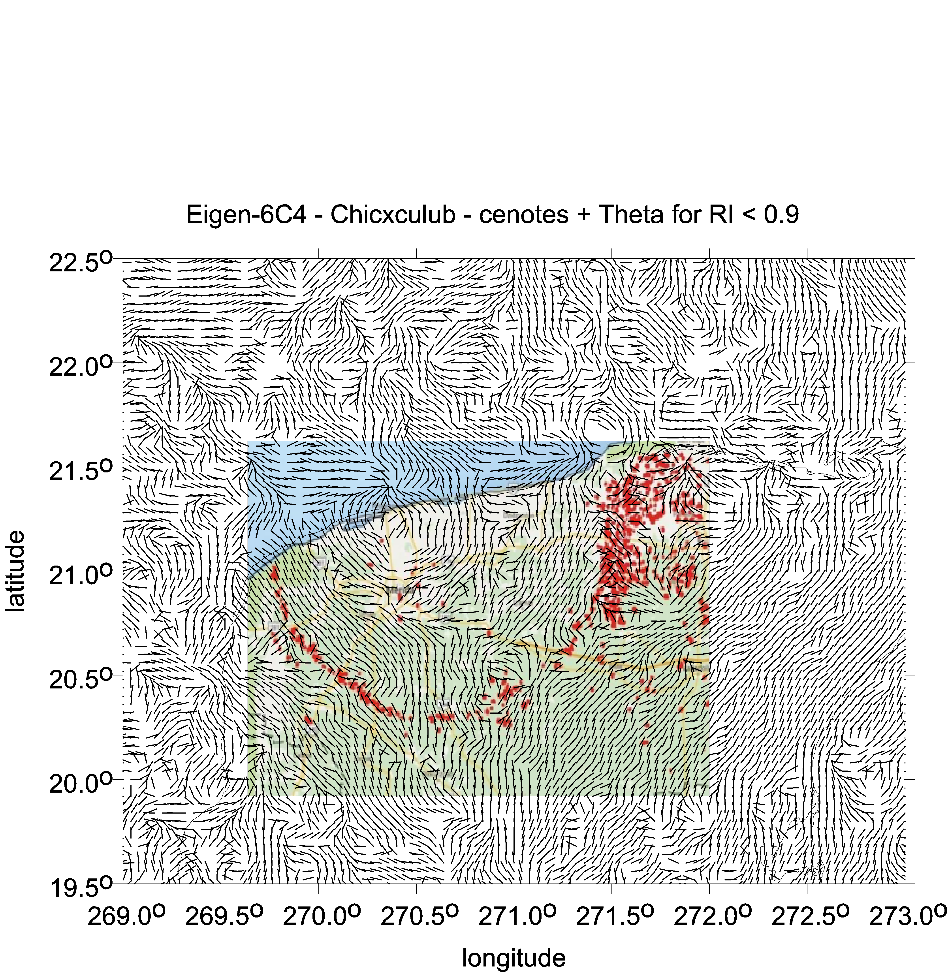 Eigen-6C4 - Chicxculub - cenotes + Theta for RI < 0.9
22.5º
22.0º
21.5º
21.0º
20.5º
20.0º
19.5º
latitude
269.0º 269.5º 270.0º 270.5º 271.0º 271.5º 272.0º 272.5º 273.0º
longitude